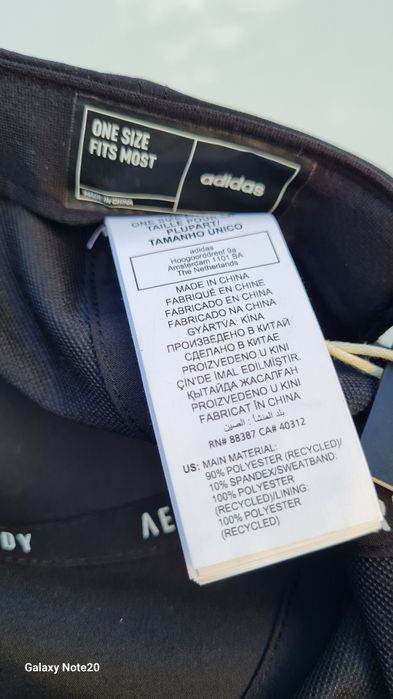 ONE SIZE
FITS MOST
adidas
MADE IN CHINA
ONE SIZE
TAILLE POUR LA
PLUPART/
TAMANHO ÚNICO
adidas
Hoogoorddreef 9a
Amsterdam 1101 BA
The Netherlands
MADE IN CHINA
FABRIQUÉ EN CHINE
FABRICADO EN CHINA
FABRICADO NA CHINA
GYÁRTVA: KÍNA
ПРОИЗВЕДЕНО В КИТАЙ
СДЕЛАНО В КИТАЕ
PROIZVEDENO U KINI
ÇİN'DE İMAL EDİLMİŞTİR.
ҚЫТАЙДА ЖАСАЛҒАН
PROIZVEDENO U KINI
FABRICAT ÎN CHINA
بلد المنشأ: الصين
RN# 88387 CA# 40312
US: MAIN MATERIAL:
90% POLYESTER (RECYCLED)/
10% SPANDEX/SWEATBAND:
100% POLYESTER
(RECYCLED)/LINING:
100% POLYESTER
(RECYCLED)
DY
AE
R
Galaxy Note20